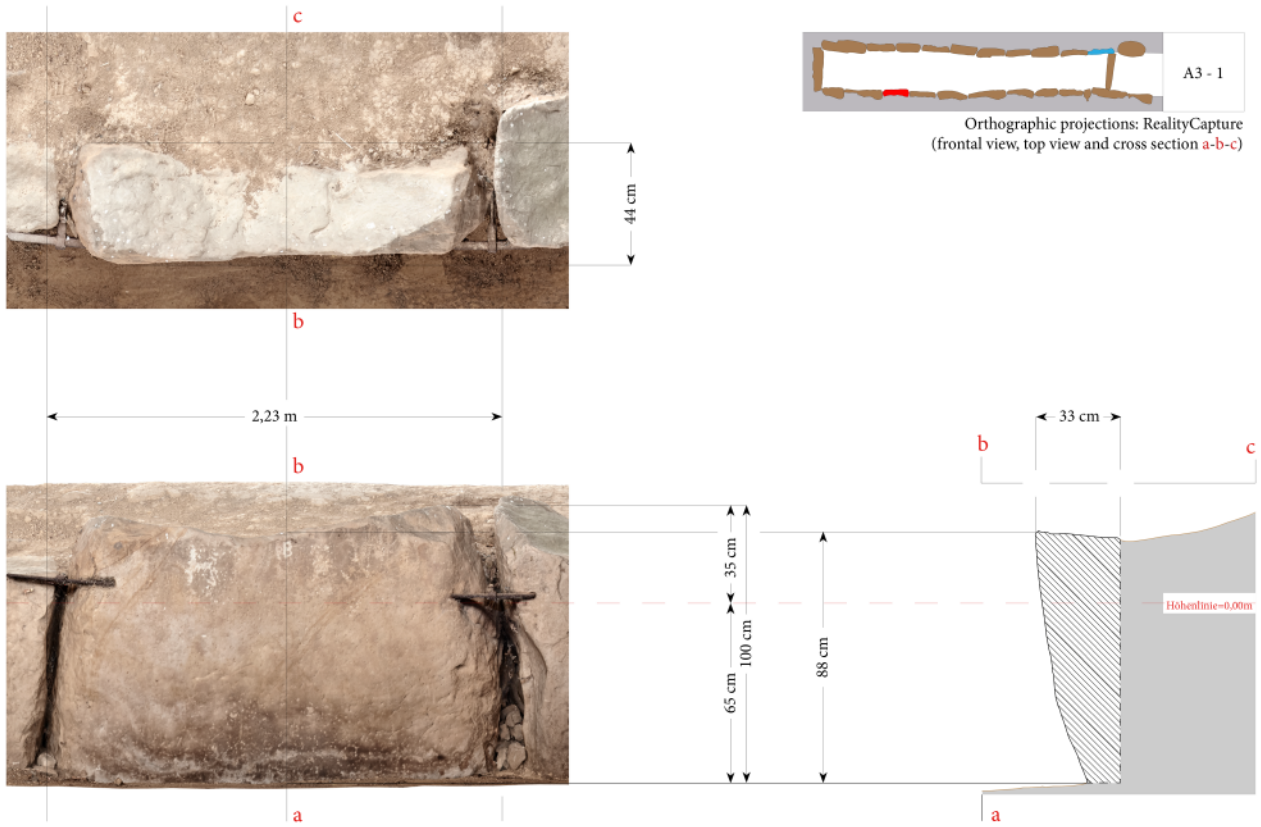 c
A3 - 1
Orthographic projections: RealityCapture
(frontal view, top view and cross section a-b-c)
44 cm
b
2,23 m
33 cm
b
b
c
35 cm
100 cm
88 cm
65 cm
Höhenlinie=0,00m
a
a